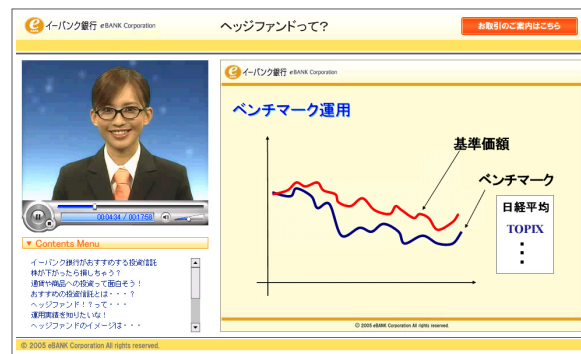 イーバンク銀行 eBANK Corporation
ヘッジファンドって?
お取引のご案内はこちら
イーバンク銀行 eBANK Corporation
ベンチマーク運用
基準価額
ベンチマーク
日経平均
TOPIX
00:04:34 / 00:17:58
▼ Contents Menu
イーバンク銀行がおすすめする投資信託
株が下がったら損しちゃう?
通貨や商品への投資って面白そう!
おすすめの投資信託とは・・・?
ヘッジファンド!?って・・・
運用実績を知りたいな!
ヘッジファンドのイメージは・・・
© 2005 eBANK Corporation All rights reserved.
© 2005 eBANK Corporation All rights reserved.